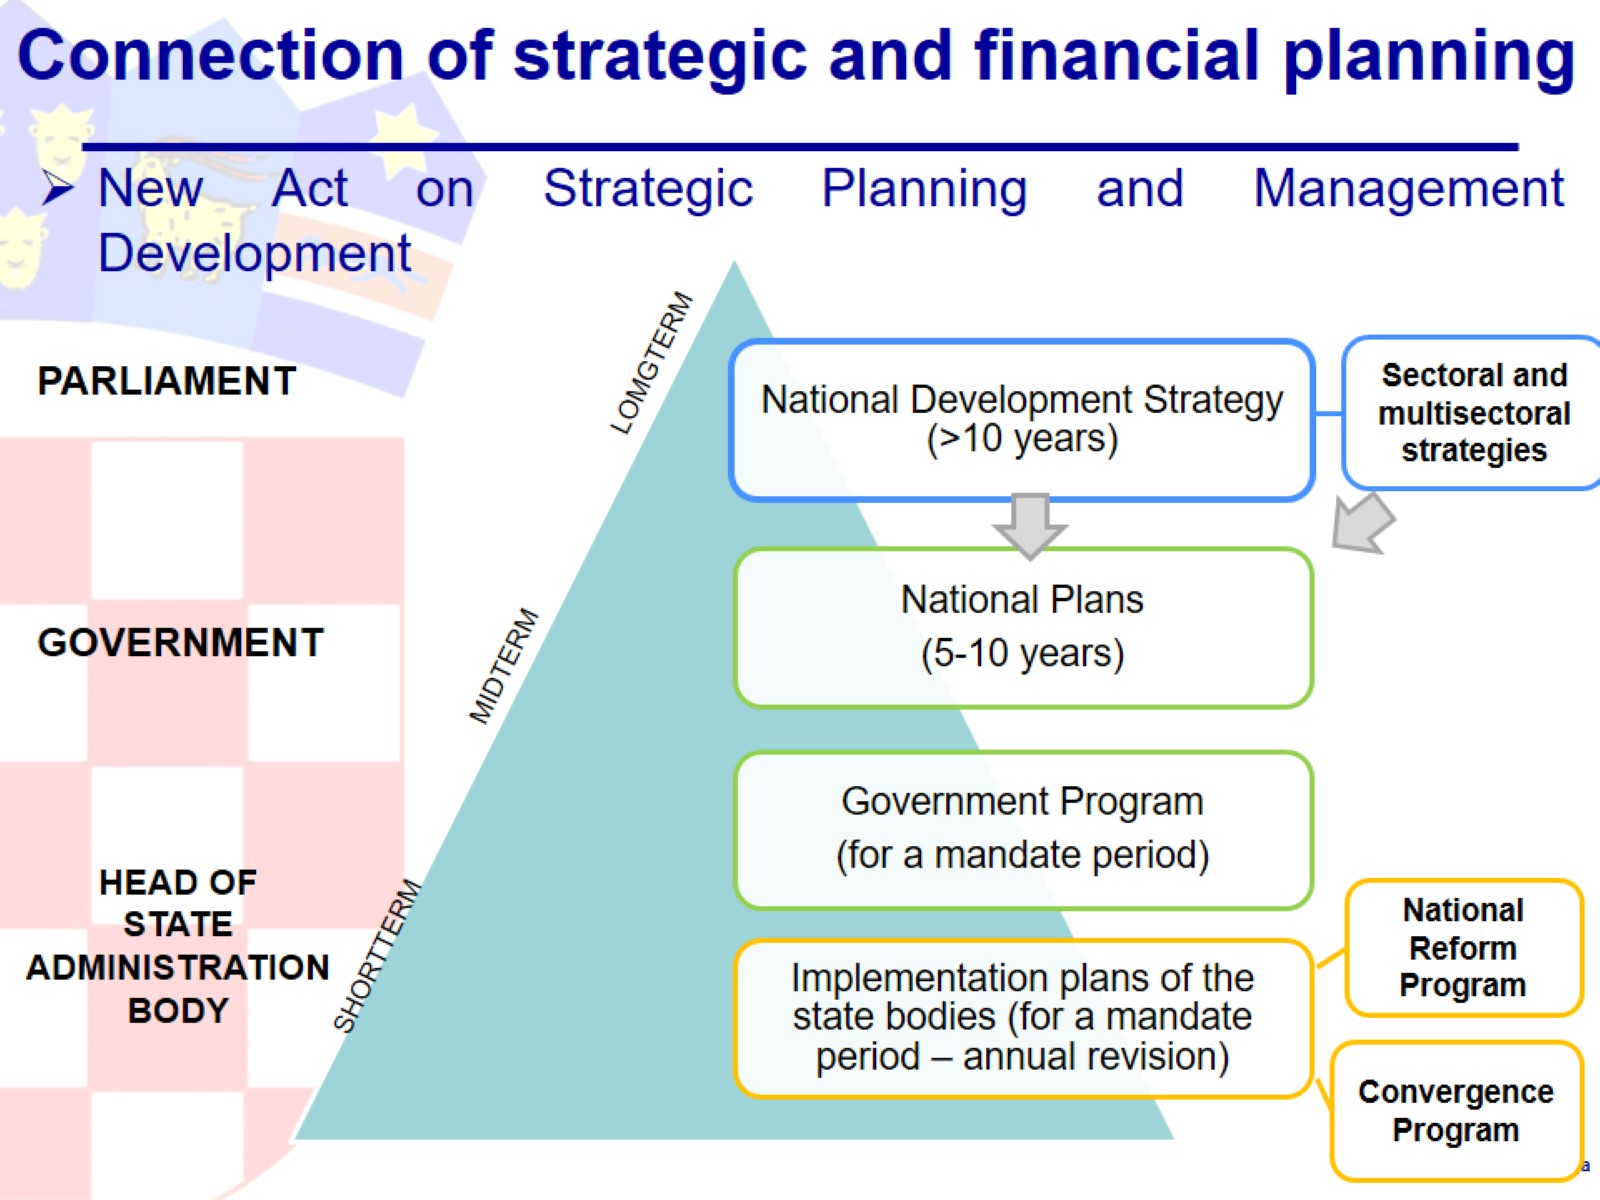 Connection of strategic and financial planning
New Act on Strategic Planning and Management
Development
PARLIAMENT
LOMGTERM
National Development Strategy
(>10 years)
Sectoral and
multisectoral
strategies
GOVERNMENT
MIDTERM
National Plans
(5-10 years)
Government Program
(for a mandate period)
HEAD OF
STATE
ADMINISTRATION
BODY
SHORTTERM
Implementation plans of the
state bodies (for a mandate
period – annual revision)
National
Reform
Program
Convergence
Program